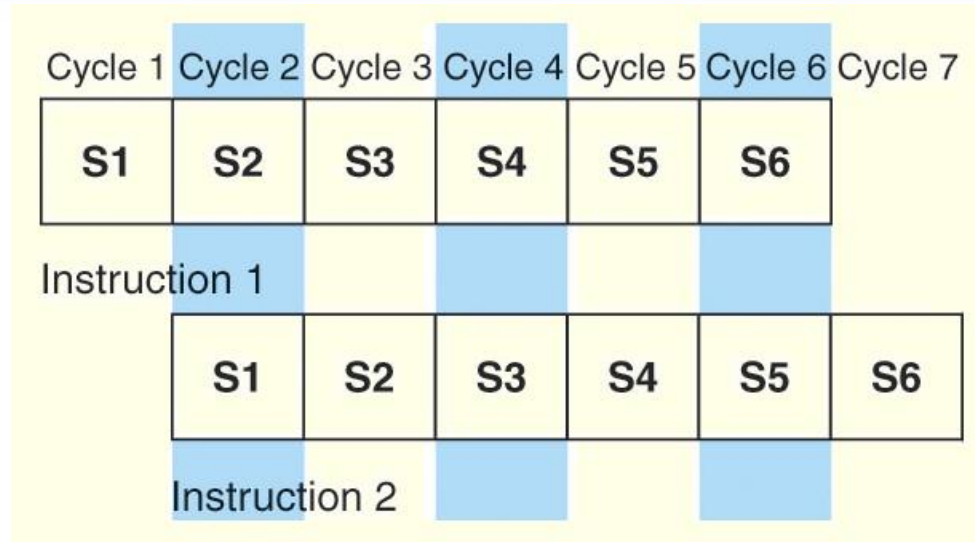 Cycle 1 Cycle 2 Cycle 3 Cycle 4 Cycle 5 Cycle 6 Cycle 7
S1 S2 S3 S4 S5 S6
Instruction 1
S1 S2 S3 S4 S5 S6
Instruction 2